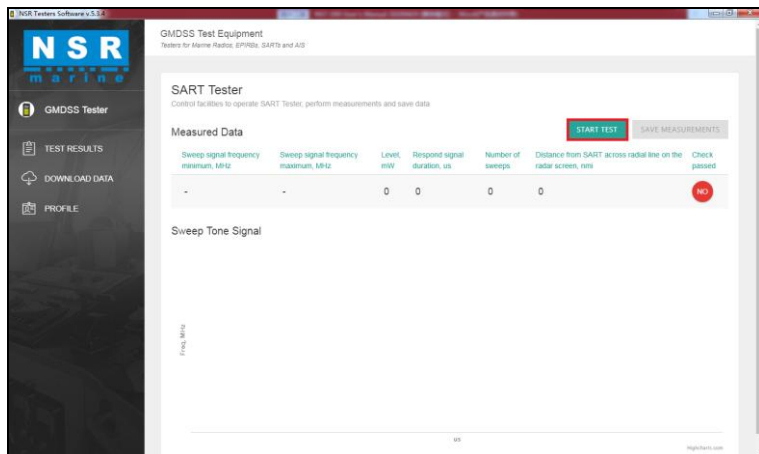 NSR Testers Software v.5.3.4
NSR
marine
GMDSS Tester
TEST RESULTS
DOWNLOAD DATA
PROFILE
GMDSS Test Equipment
Testers for Marine Radios, EPIRBs, SARTs and AIS
SART Tester
Control facilities to operate SART Tester, perform measurements and save data
Measured Data
START TEST
SAVE MEASUREMENTS
Sweep signal frequency minimum, MHz
Sweep signal frequency maximum, MHz
Level, mW
Respond signal duration, us
Number of sweeps
Distance from SART across radial line on the radar screen, nmi
Check passed
- - 0 0 0 0 NO
Sweep Tone Signal
Freq, MHz
us
Highcharts.com